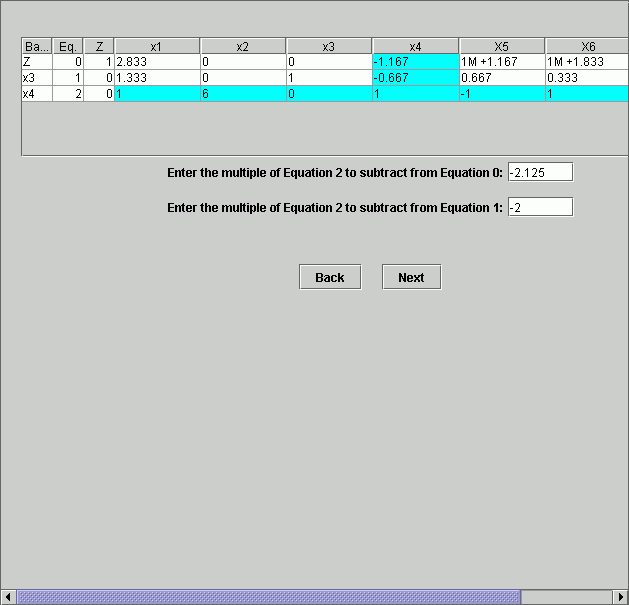 Ba... Eq. Z x1 x2 x3 x4 X5 X6
Z 0 1 2.833 0 0 -1.167 1M +1.167 1M +1.833
x3 1 0 1.333 0 1 -0.667 0.667 0.333
x4 2 0 1 6 0 1 -1 1
Enter the multiple of Equation 2 to subtract from Equation 0: -2.125
Enter the multiple of Equation 2 to subtract from Equation 1: -2
Back Next